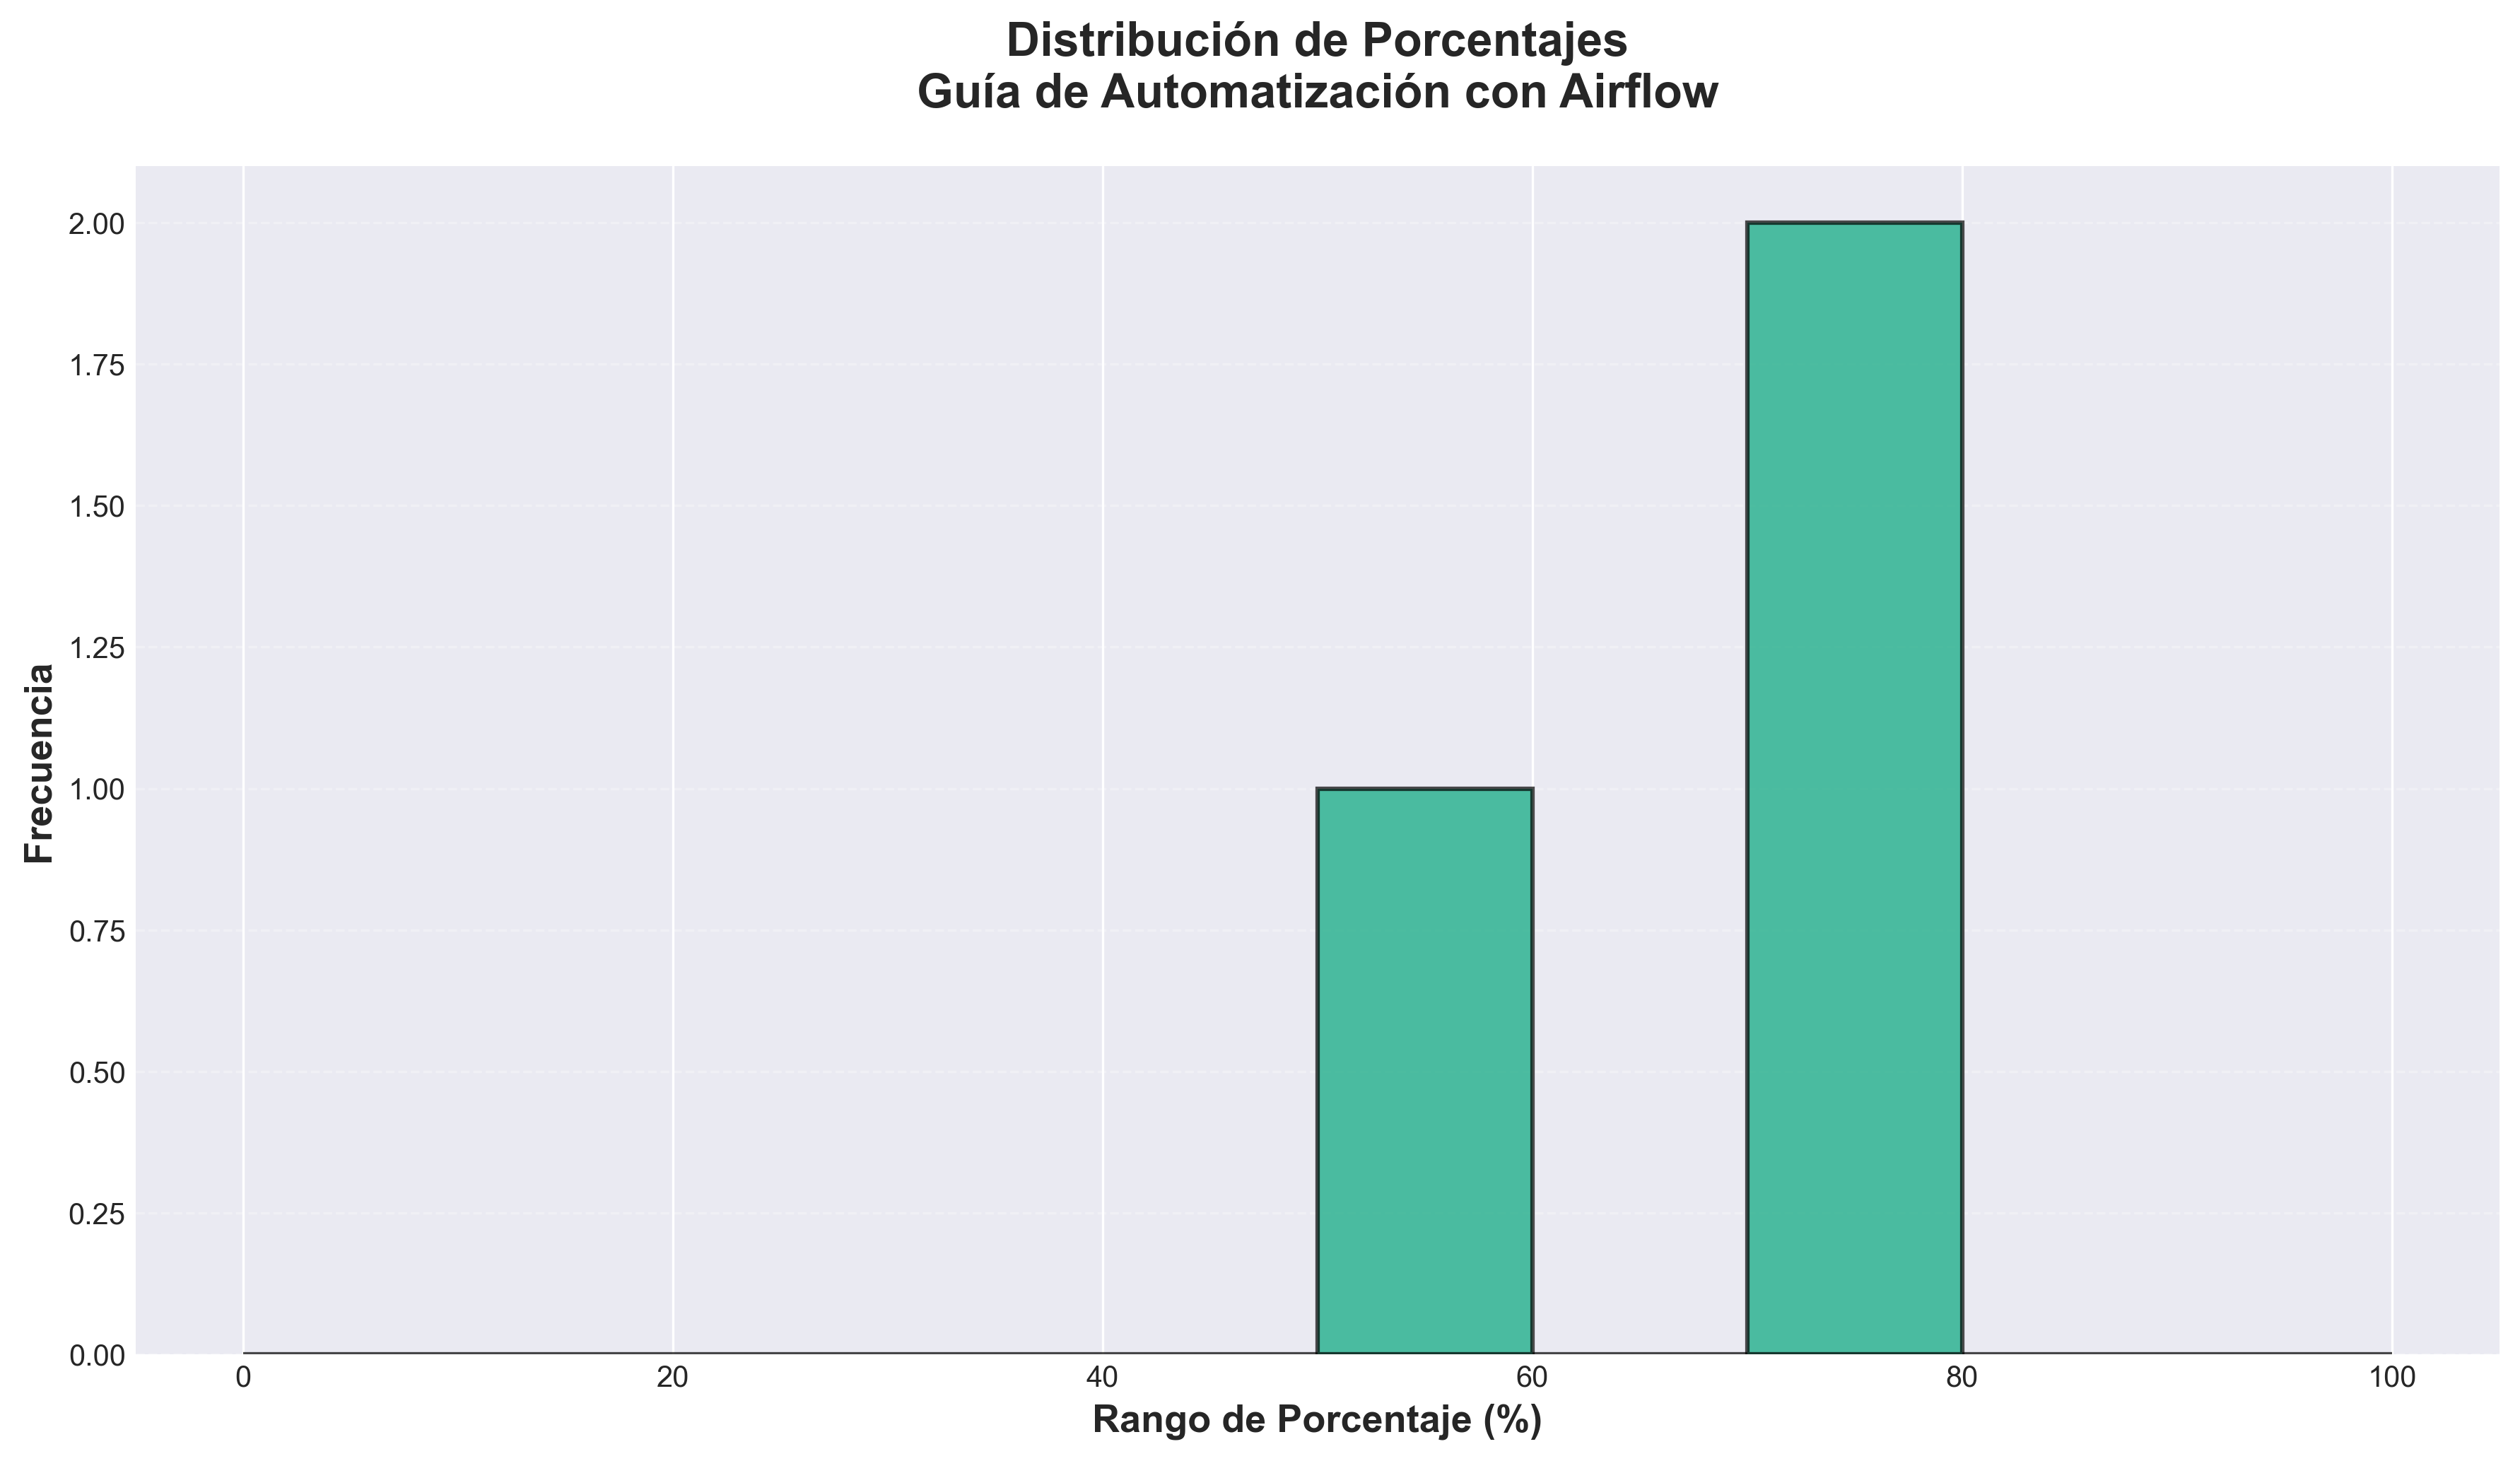 Distribución de Porcentajes
Guía de Automatización con Airflow
Frecuencia
2.00
1.75
1.50
1.25
1.00
0.75
0.50
0.25
0.00
0 20 40 60 80 100
Rango de Porcentaje (%)